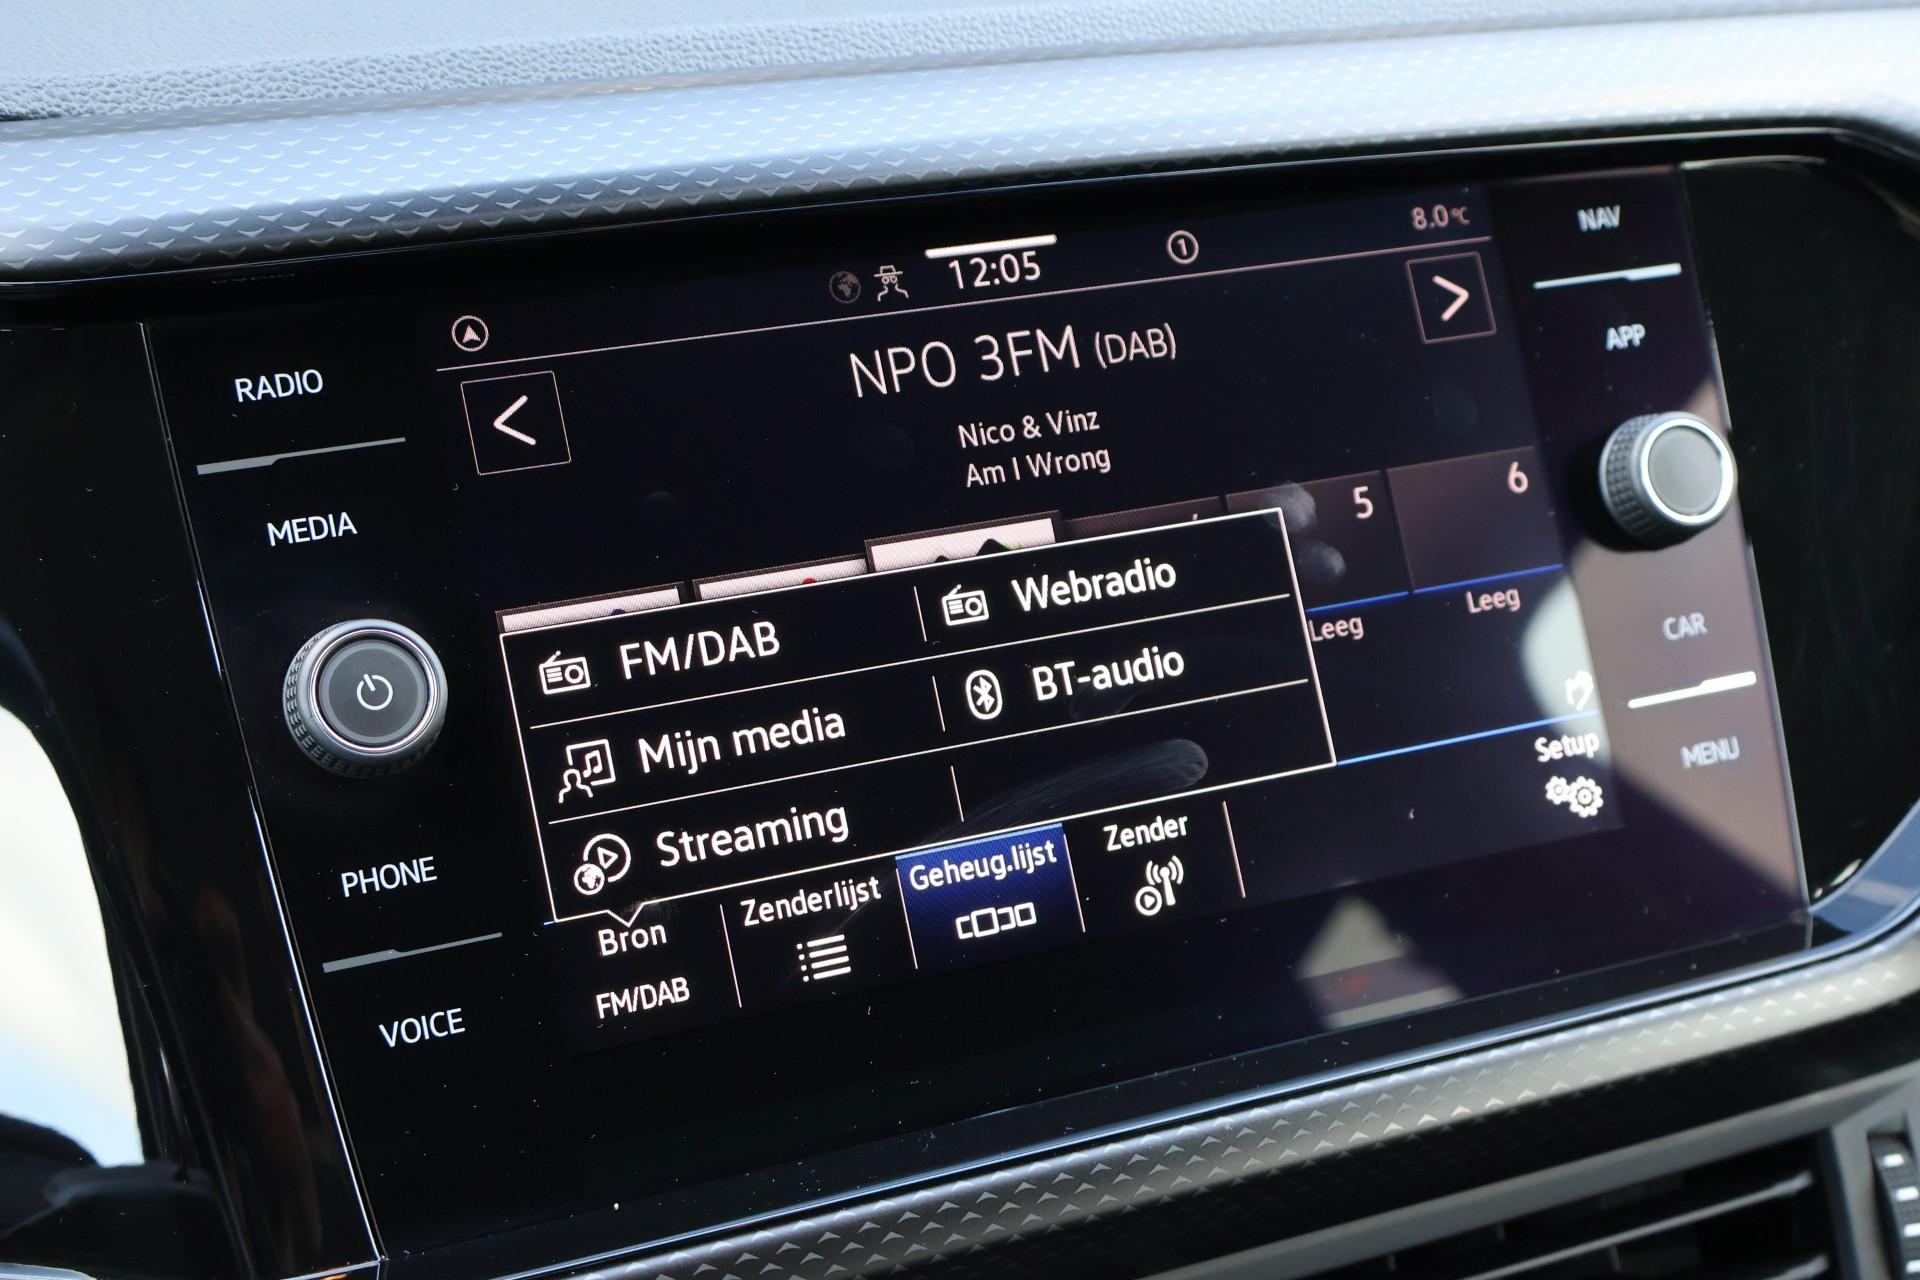 12:05
1
8.0°C
NAV
RADIO
NPO 3FM (DAB)
APP
Nico & Vinz
Am I Wrong
MEDIA
5
6
Leeg
Leeg
FM/DAB
Webradio
Mijn media
BT-audio
Streaming
CAR
Setup
MENU
PHONE
Bron
FM/DAB
Zenderlijst
Geheug.lijst
Zender
VOICE